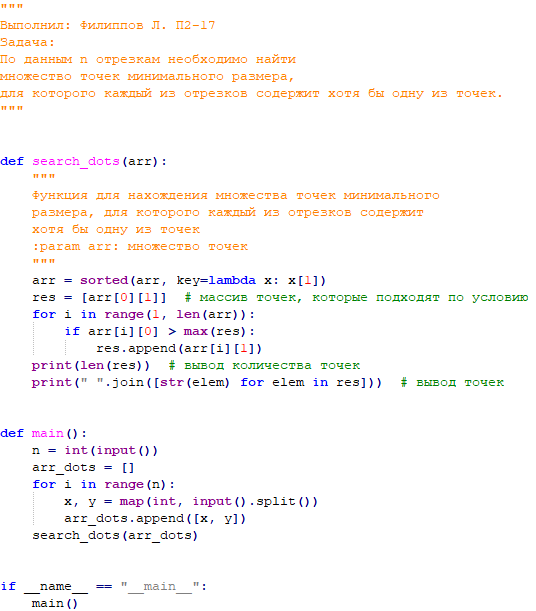 """
Выполнил: Филиппов Л. П2-17
Задача:
По данным n отрезкам необходимо найти
множество точек минимального размера,
для которого каждый из отрезков содержит хотя бы одну из точек.
"""
def search_dots(arr):
    """
    Функция для нахождения множества точек минимального
    размера, для которого каждый из отрезков содержит
    хотя бы одну из точек
    :param arr: множество точек
    """
    arr = sorted(arr, key=lambda x: x[1])
    res = [arr[0][1]]  # массив точек, которые подходят по условию
    for i in range(1, len(arr)):
        if arr[i][0] > max(res):
            res.append(arr[i][1])
    print(len(res))  # вывод количества точек
    print(" ".join([str(elem) for elem in res]))  # вывод точек
def main():
    n = int(input())
    arr_dots = []
    for i in range(n):
        x, y = map(int, input().split())
        arr_dots.append([x, y])
    search_dots(arr_dots)
if __name__ == "__main__":
    main()